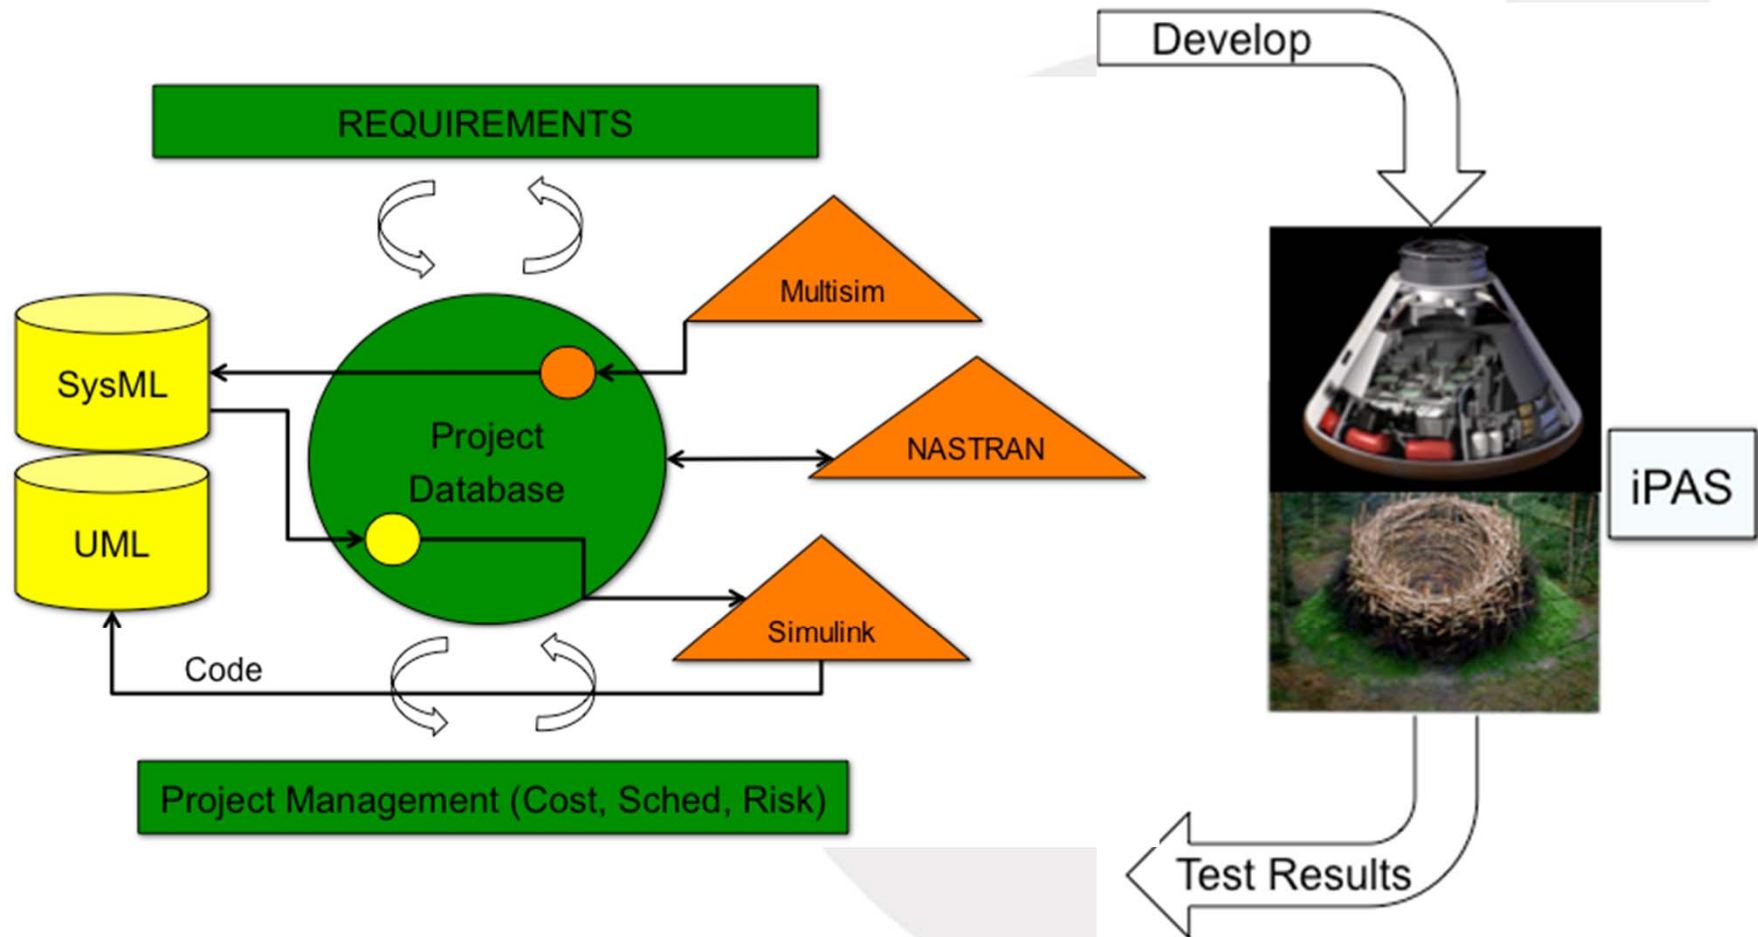 Develop
REQUIREMENTS
Multisim
SysML
NASTRAN
Project
Database
iPAS
UML
Simulink
Code
Project Management (Cost, Sched, Risk)
Test Results